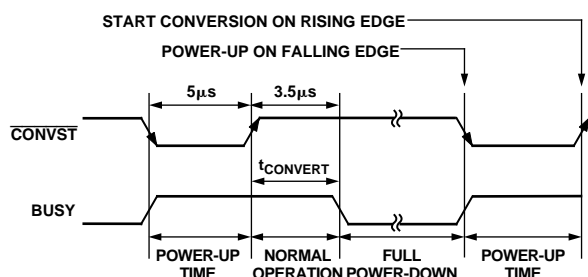 START CONVERSION ON RISING EDGE
POWER-UP ON FALLING EDGE
5μs
3.5μs
CONVST
tCONVERT
BUSY
POWER-UP
TIME
NORMAL
OPERATION
FULL
POWER-DOWN
POWER-UP
TIME